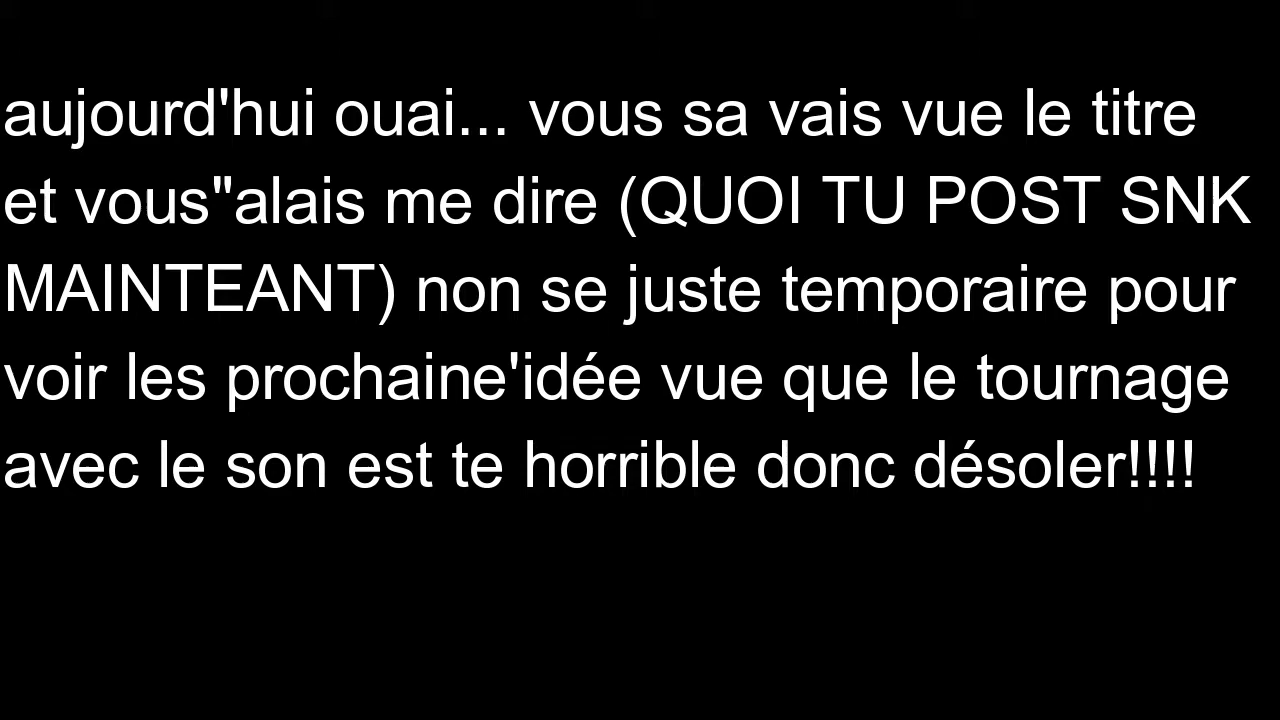 aujourd'hui ouai... vous sa vais vue le titre
et vous"alais me dire (QUOI TU POST SNK
MAINTEANT) non se juste temporaire pour
voir les prochaine'idée vue que le tournage
avec le son est te horrible donc désoler!!!!